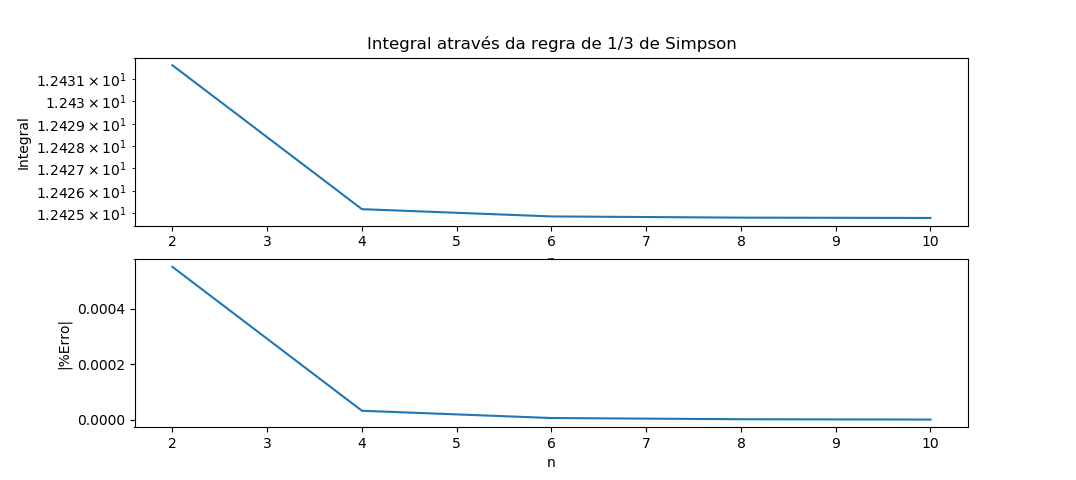 Integral através da regra de 1/3 de Simpson
Integral
1.2431 × 10¹
1.243 × 10¹
1.2429 × 10¹
1.2428 × 10¹
1.2427 × 10¹
1.2426 × 10¹
1.2425 × 10¹
2 3 4 5 6 7 8 9 10
|%Erro|
0.0004
0.0002
0.0000
2 3 4 5 6 7 8 9 10
n